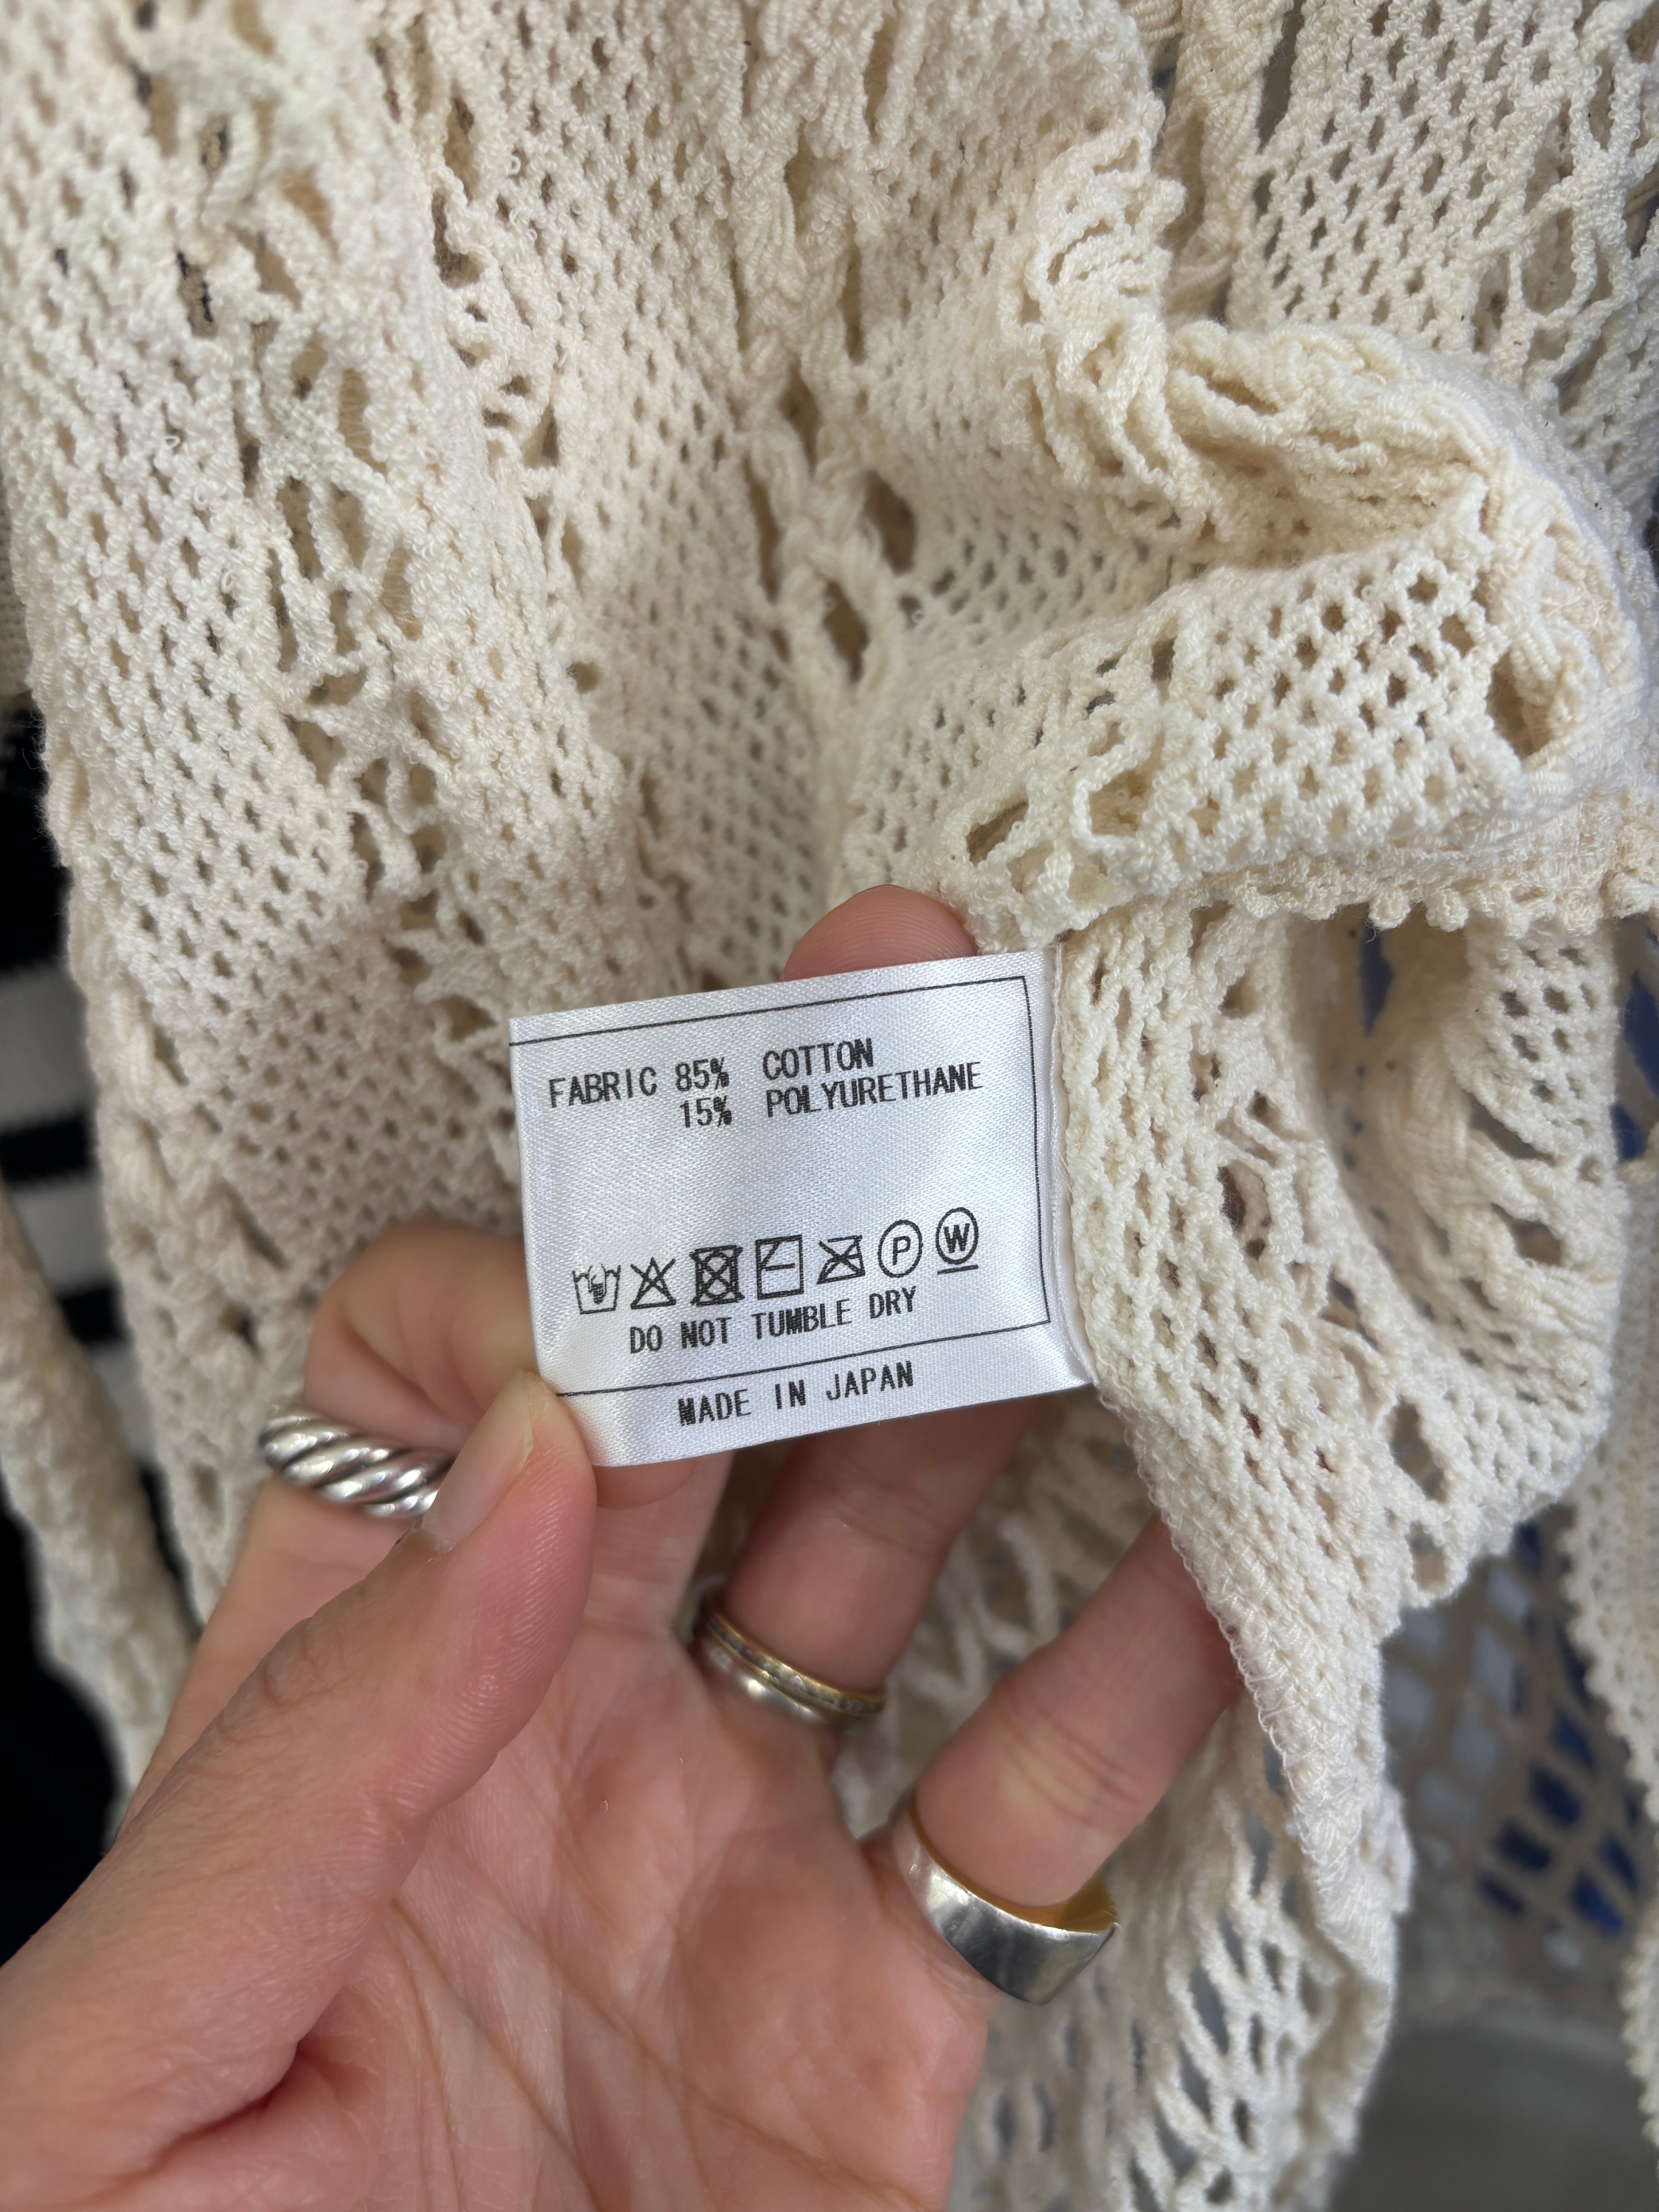 FABRIC 85% COTTON
15% POLYURETHANE
P W
DO NOT TUMBLE DRY
MADE IN JAPAN